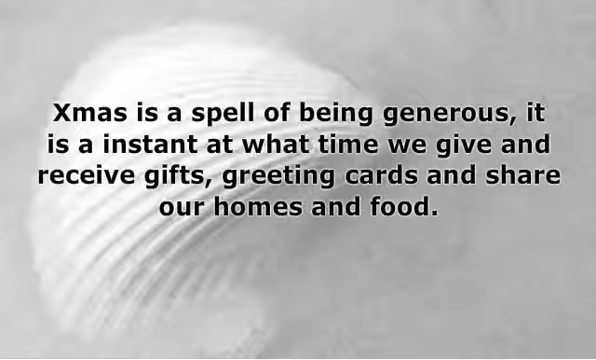 Xmas is a spell of being generous, it
is a instant at what time we give and
receive gifts, greeting cards and share
our homes and food.